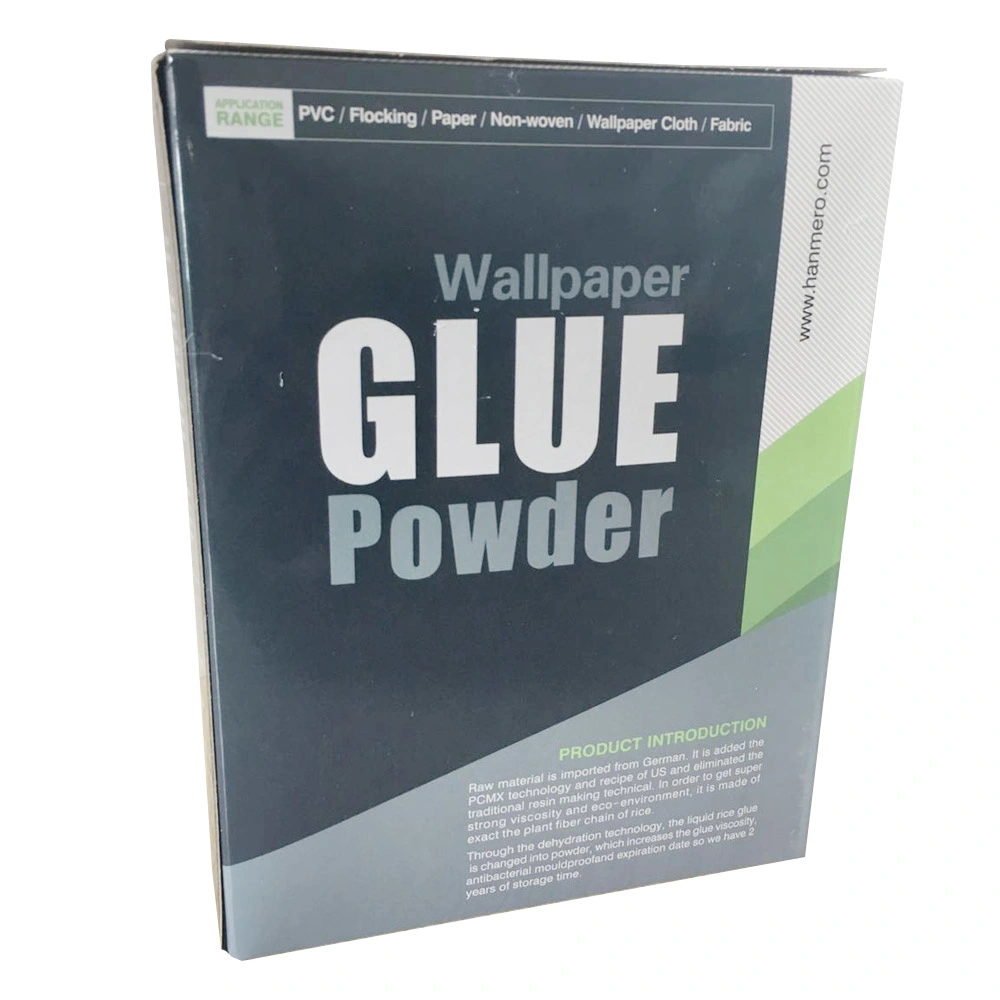 APPLICATION
RANGE
PVC / Flocking / Paper / Non-woven / Wallpaper Cloth / Fabric
www.hanmero.com
Wallpaper
GLUE
Powder
PRODUCT INTRODUCTION
Raw material is imported from German. It is added the
PCMX technology and recipe of US and eliminated the
traditional resin making technical. In order to get super
strong viscosity and eco-environment, it is made of
exact the plant fiber chain of rice.
Through the dehydration technology, the liquid rice glue
is changed into powder, which increases the glue viscosity,
antibacterial mouldproofand expiration date so we have 2
years of storage time.